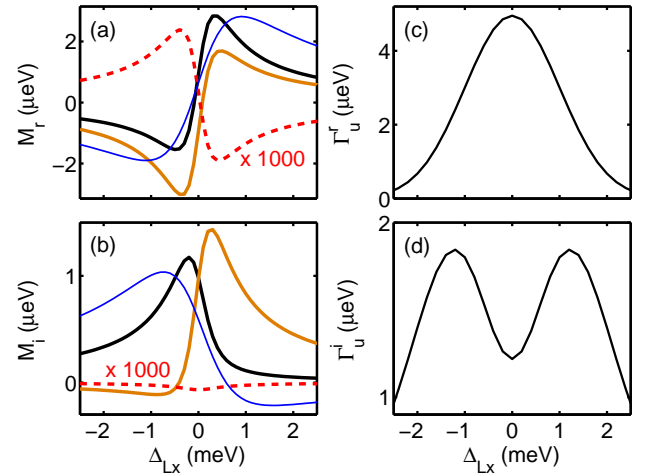 (a)
2
0
−2
M_r (μeV)
x 1000
(c)
4
2
0
Γ_u^r (μeV)
(b)
1
0
M_i (μeV)
x 1000
−2 −1 0 1 2
Δ_Lx (meV)
(d)
2
1
Γ_u^i (μeV)
−2 −1 0 1 2
Δ_Lx (meV)